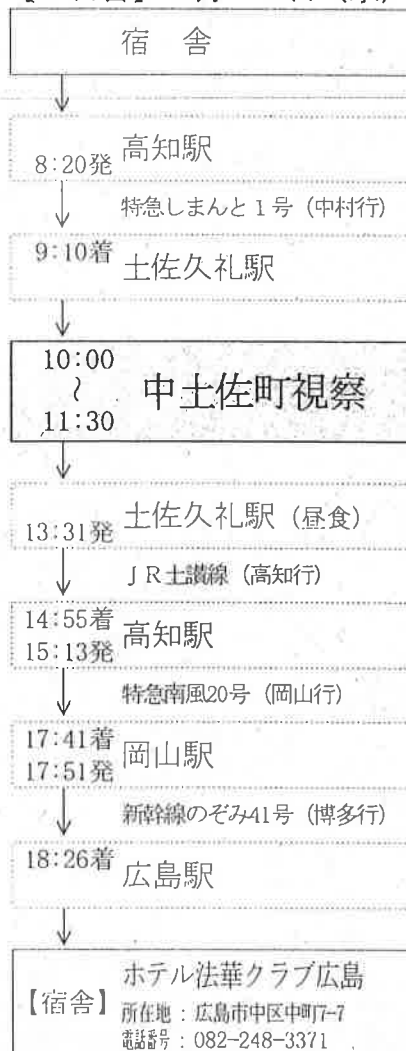 宿 舎
高知駅
8:20発
特急しまんと1号 (中村行)
9:10着
土佐久礼駅
10:00
~
11:30
中土佐町視察
土佐久礼駅 (昼食)
13:31発
JR土讃線 (高知行)
14:55着
高知駅
15:13発
特急南風20号 (岡山行)
17:41着
岡山駅
17:51発
新幹線のぞみ41号 (博多行)
18:26着
広島駅
ホテル法華クラブ広島
【宿舎】
所在地 : 広島市中区中町7-7
電話番号 : 082-248-3371